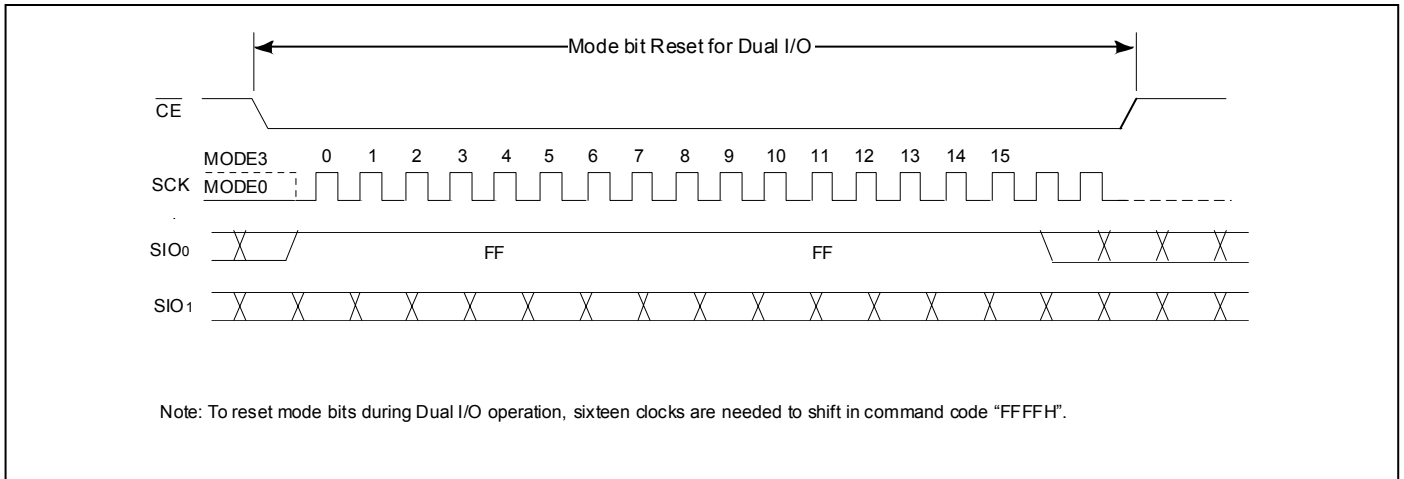 Mode bit Reset for Dual I/O
CE
MODE3 0 1 2 3 4 5 6 7 8 9 10 11 12 13 14 15
SCK MODE0
SIO0 FF FF
SIO1
Note: To reset mode bits during Dual I/O operation, sixteen clocks are needed to shift in command code “FFFFH”.